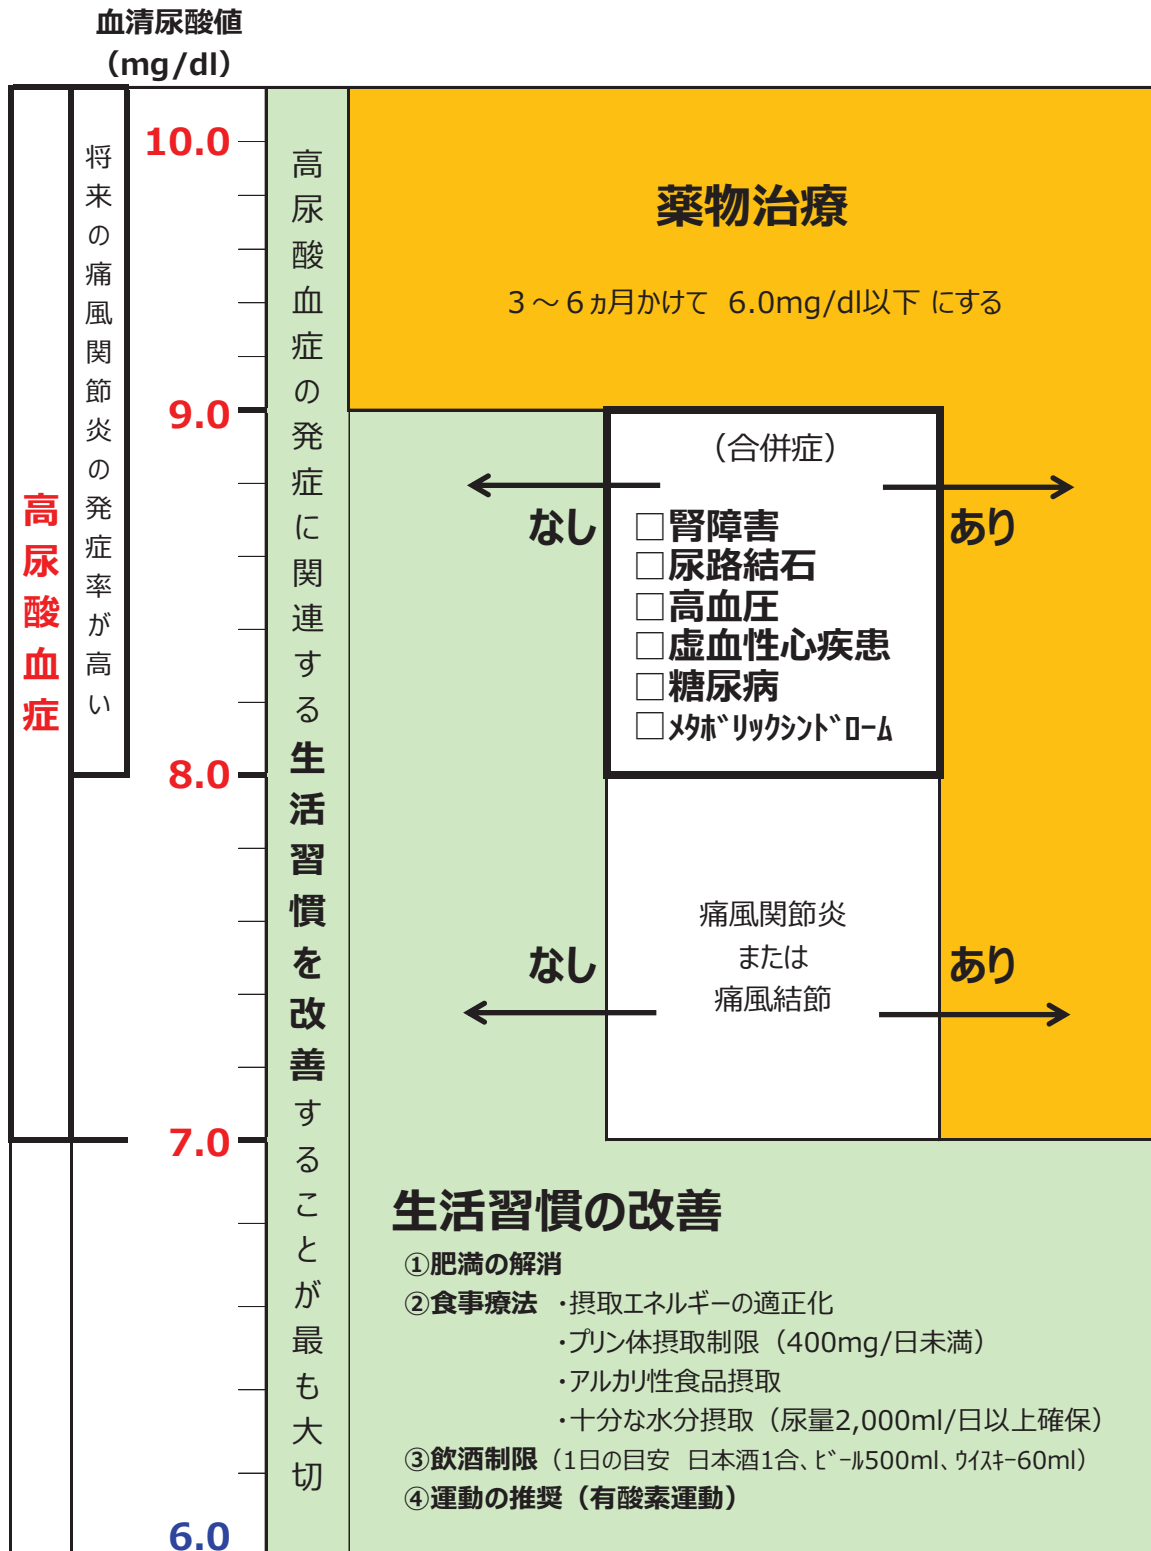 血清尿酸値
（mg/dl）
高尿酸血症
将来の痛風関節炎の発症率が高い
10.0
9.0
8.0
7.0
6.0
高尿酸血症の発症に関連する生活習慣を改善することが最も大切
薬物治療
３～６ヵ月かけて 6.0mg/dl以下 にする
（合併症）
なし
あり
□腎障害
□尿路結石
□高血圧
□虚血性心疾患
□糖尿病
□ﾒﾀﾎﾞﾘｯｸｼﾝﾄﾞﾛｰﾑ
痛風関節炎
または
痛風結節
なし
あり
生活習慣の改善
①肥満の解消
②食事療法 ・摂取エネルギーの適正化
・プリン体摂取制限（400mg/日未満）
・アルカリ性食品摂取
・十分な水分摂取（尿量2,000ml/日以上確保）
③飲酒制限（1日の目安 日本酒1合、ﾋﾞｰﾙ500ml、ｳｲｽｷｰ60ml）
④運動の推奨（有酸素運動）